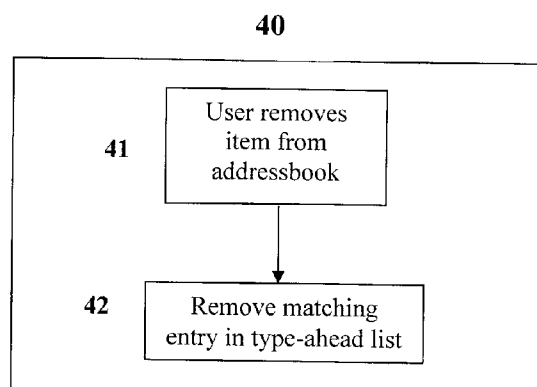 40
41
User removes
item from
addressbook
42
Remove matching
entry in type-ahead list